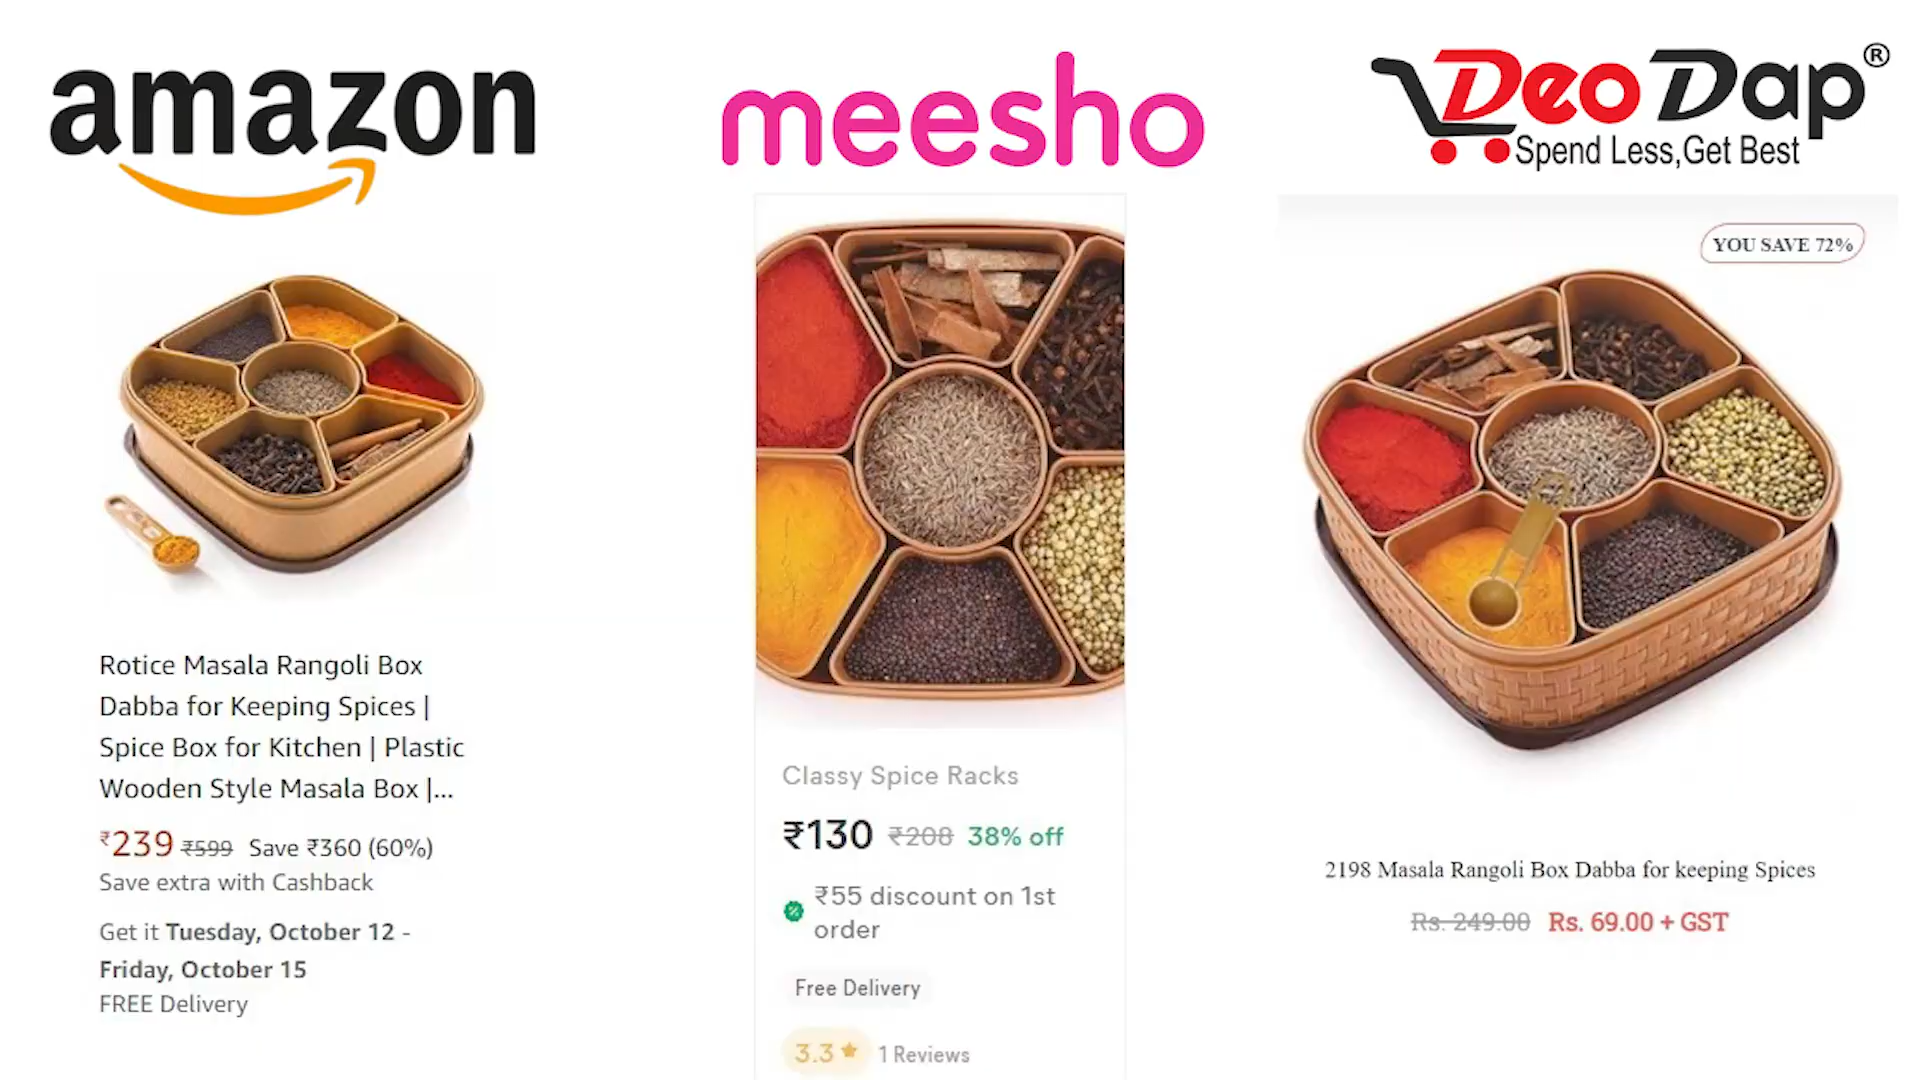 amazon
Rotice Masala Rangoli Box
Dabba for Keeping Spices |
Spice Box for Kitchen | Plastic
Wooden Style Masala Box |...
₹239 ₹599 Save ₹360 (60%)
Save extra with Cashback
Get it Tuesday, October 12 -
Friday, October 15
FREE Delivery
meesho
Classy Spice Racks
₹130 ₹208 38% off
₹55 discount on 1st
order
Free Delivery
3.3 ★ 1 Reviews
DeoDap®
Spend Less,Get Best
YOU SAVE 72%
2198 Masala Rangoli Box Dabba for keeping Spices
Rs. 249.00 Rs. 69.00 + GST